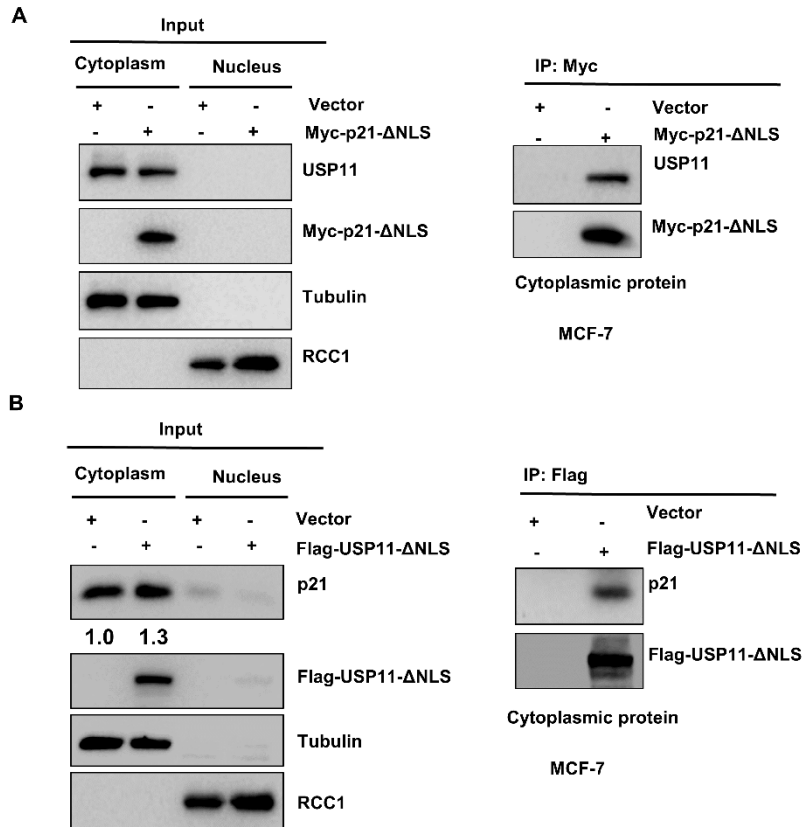 A
Input
Cytoplasm Nucleus
+ - + - Vector
- + - + Myc-p21-ΔNLS
USP11
Myc-p21-ΔNLS
Tubulin
RCC1
IP: Myc
+ - Vector
- + Myc-p21-ΔNLS
USP11
Myc-p21-ΔNLS
Cytoplasmic protein
MCF-7
B
Input
Cytoplasm Nucleus
+ - + - Vector
- + - + Flag-USP11-ΔNLS
p21
1.0 1.3
Flag-USP11-ΔNLS
Tubulin
RCC1
IP: Flag
+ - Vector
- + Flag-USP11-ΔNLS
p21
Flag-USP11-ΔNLS
Cytoplasmic protein
MCF-7